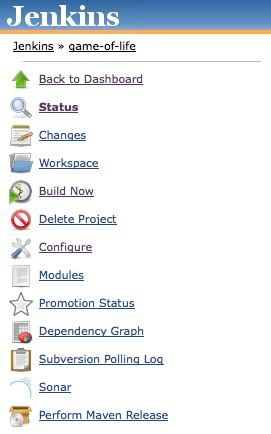 Jenkins
Jenkins » game-of-life
Back to Dashboard
Status
Changes
Workspace
Build Now
Delete Project
Configure
Modules
Promotion Status
Dependency Graph
Subversion Polling Log
Sonar
Perform Maven Release